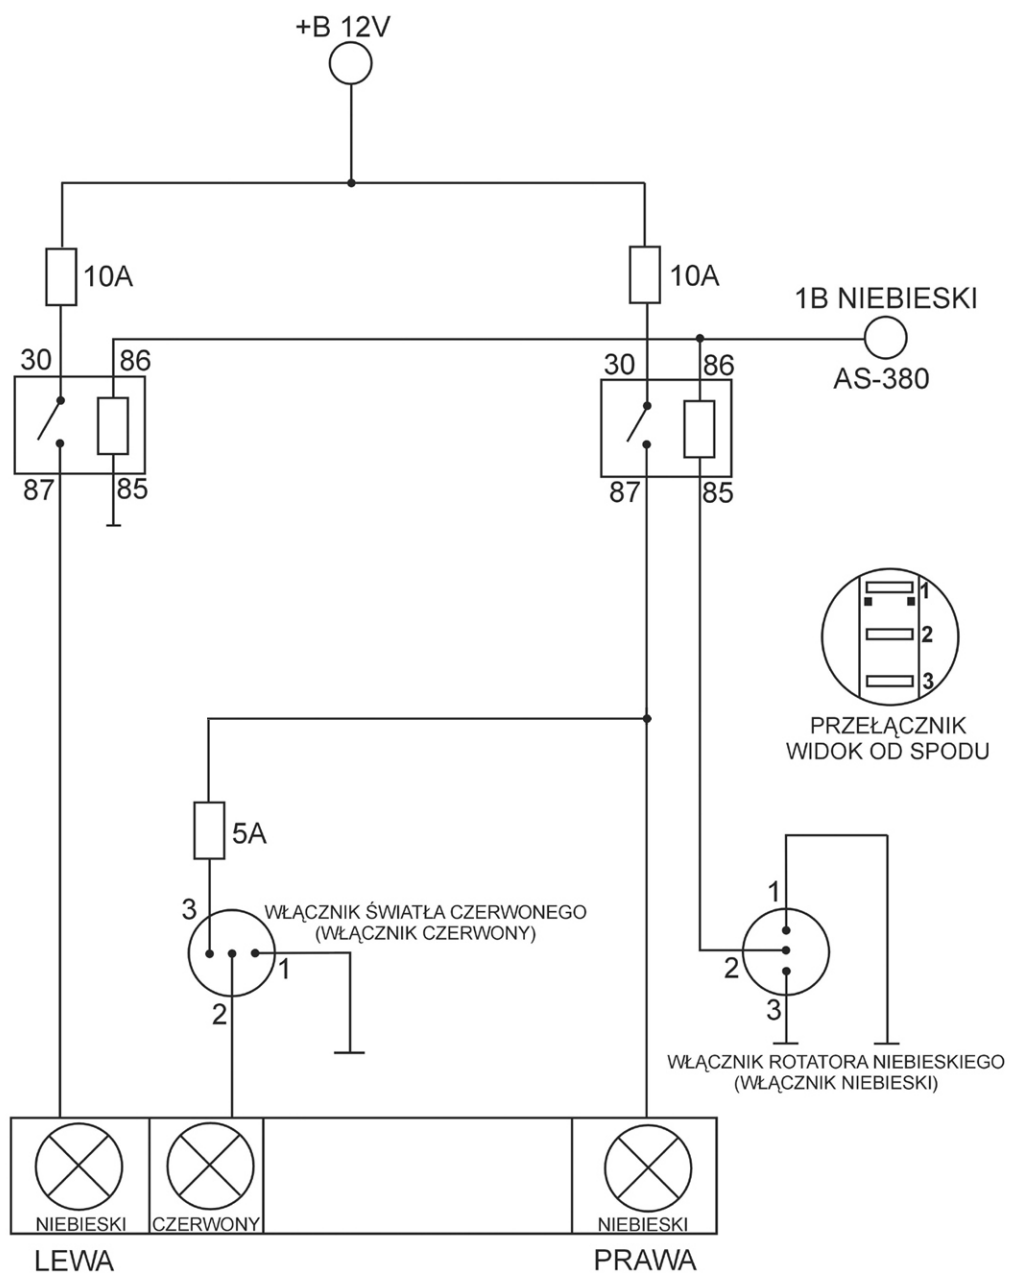 +B 12V
10A
10A
1B NIEBIESKI
AS-380
30
86
30
86
87
85
87
85
1
2
3
PRZEŁĄCZNIK
WIDOK OD SPODU
5A
3
WŁĄCZNIK ŚWIATŁA CZERWONEGO
(WŁĄCZNIK CZERWONY)
1
2
1
2
3
WŁĄCZNIK ROTATORA NIEBIESKIEGO
(WŁĄCZNIK NIEBIESKI)
NIEBIESKI
CZERWONY
NIEBIESKI
LEWA
PRAWA